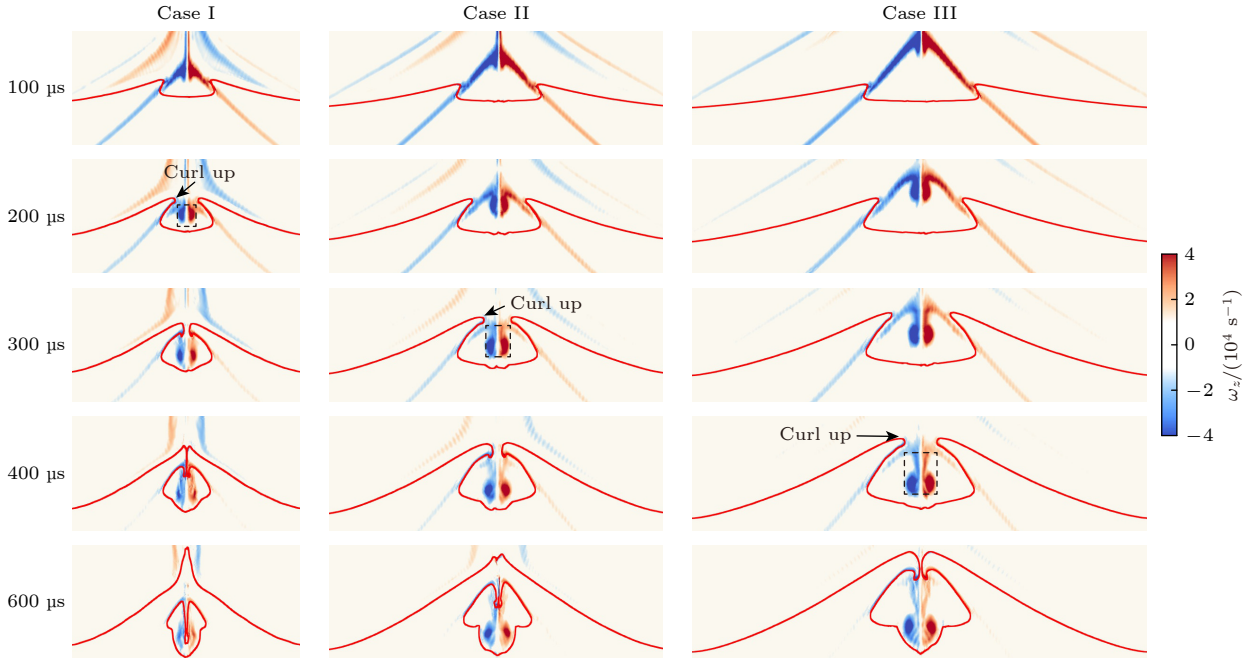 Case I Case II Case III
100 µs
200 µs
Curl up
300 µs
Curl up
400 µs
Curl up
600 µs
4
2
0
−2
−4
ω_z/(10⁴ s⁻¹)